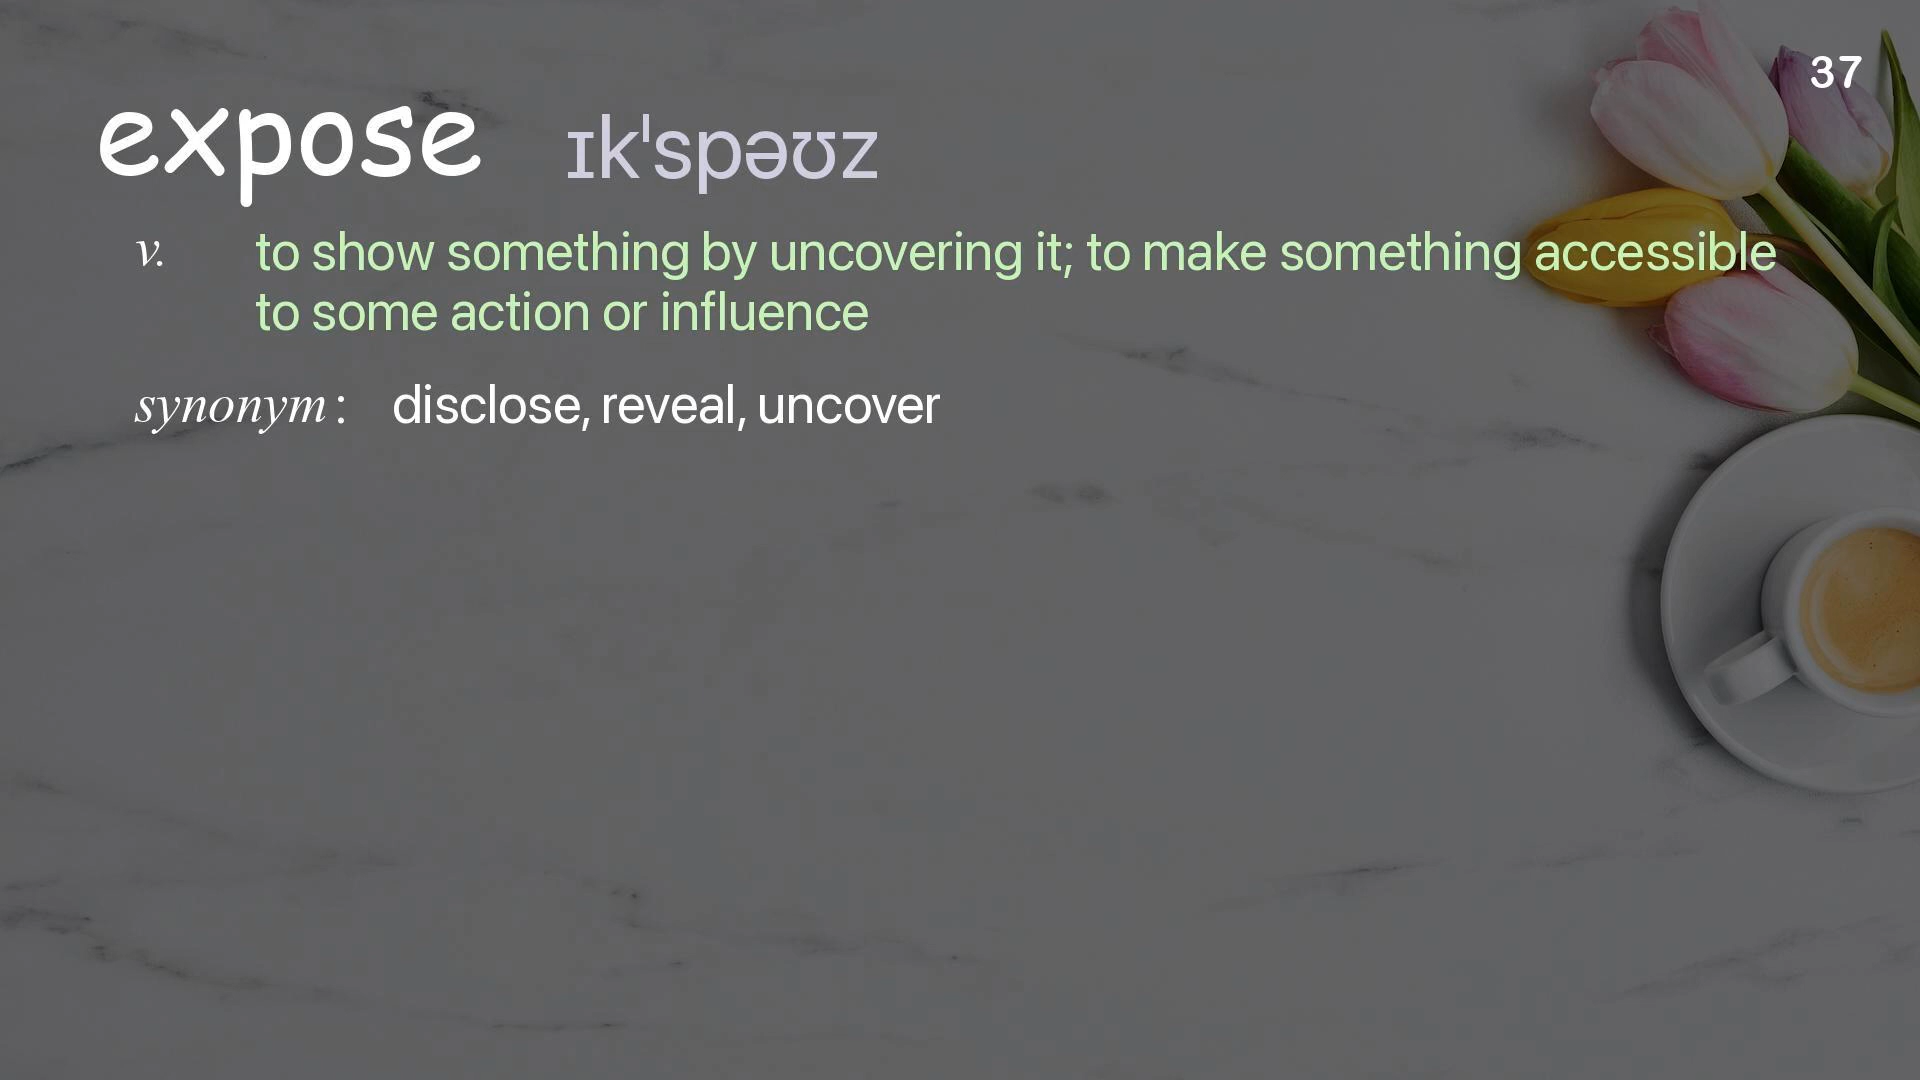 37
expose ɪkˈspəʊz
v. to show something by uncovering it; to make something accessible
to some action or influence
synonym: disclose, reveal, uncover